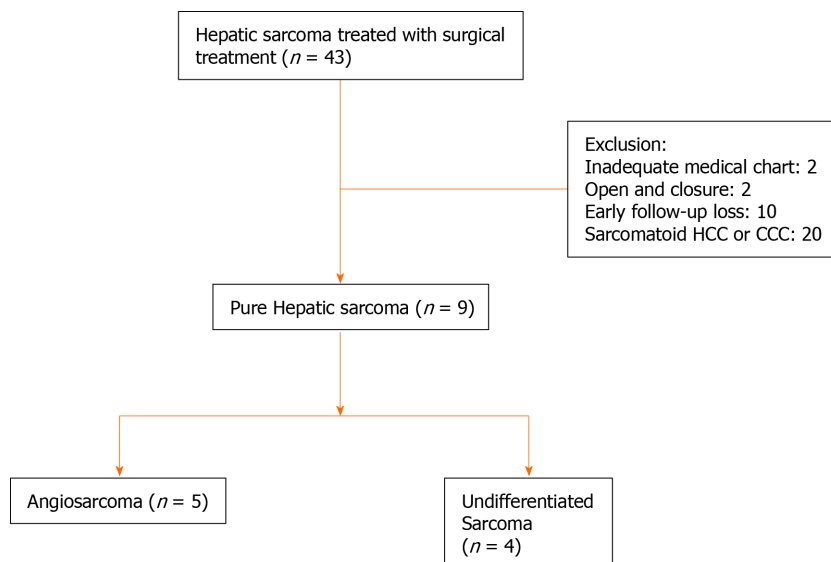 Hepatic sarcoma treated with surgical
treatment (n = 43)
Exclusion:
Inadequate medical chart: 2
Open and closure: 2
Early follow-up loss: 10
Sarcomatoid HCC or CCC: 20
Pure Hepatic sarcoma (n = 9)
Angiosarcoma (n = 5)
Undifferentiated
Sarcoma
(n = 4)